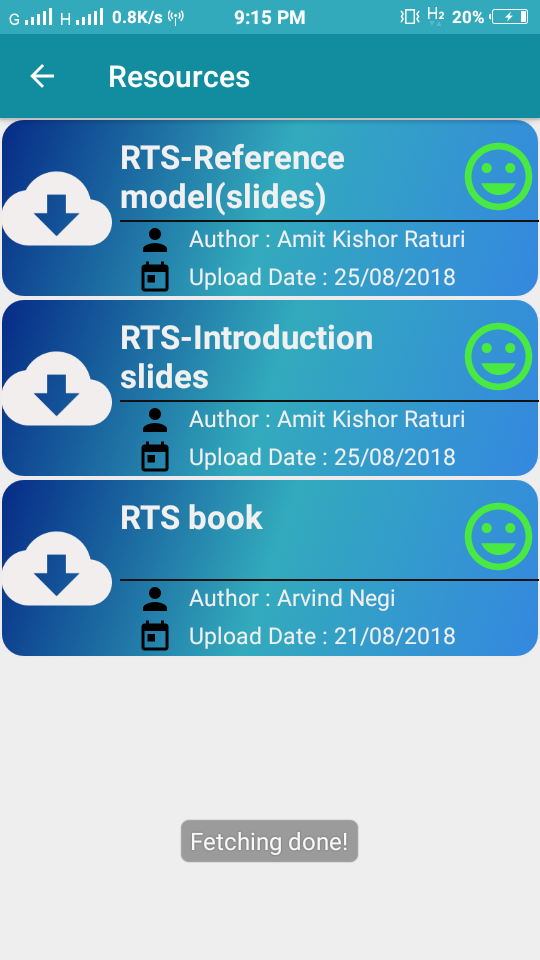 G H 0.8K/s 9:15 PM H2 20%
Resources
RTS-Reference
model(slides)
Author : Amit Kishor Raturi
Upload Date : 25/08/2018
RTS-Introduction
slides
Author : Amit Kishor Raturi
Upload Date : 25/08/2018
RTS book
Author : Arvind Negi
Upload Date : 21/08/2018
Fetching done!